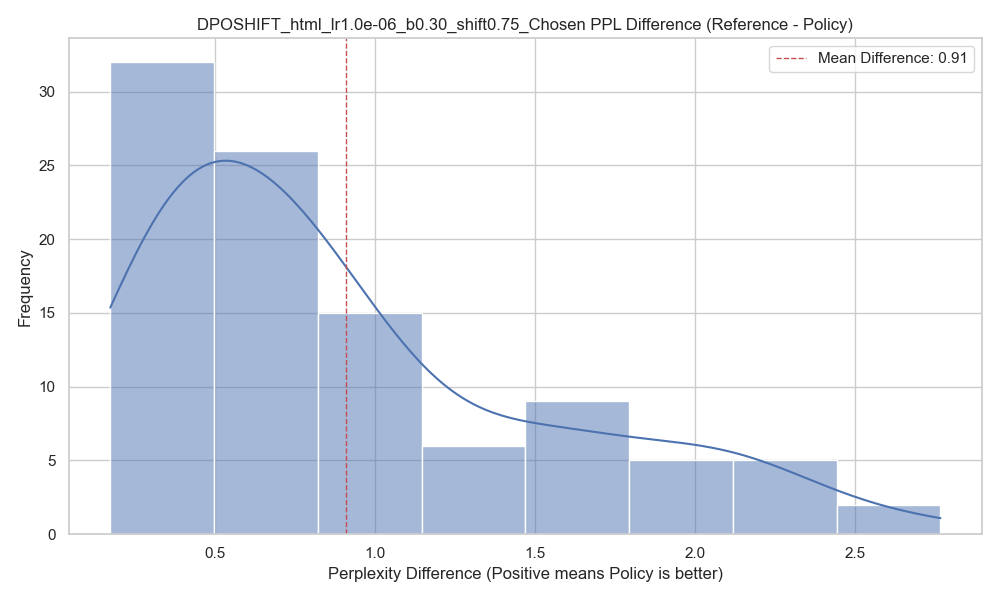 DPOSHIFT_html_lr1.0e-06_b0.30_shift0.75_Chosen PPL Difference (Reference - Policy)
Mean Difference: 0.91
30
25
20
15
10
5
0
Frequency
0.5 1.0 1.5 2.0 2.5
Perplexity Difference (Positive means Policy is better)